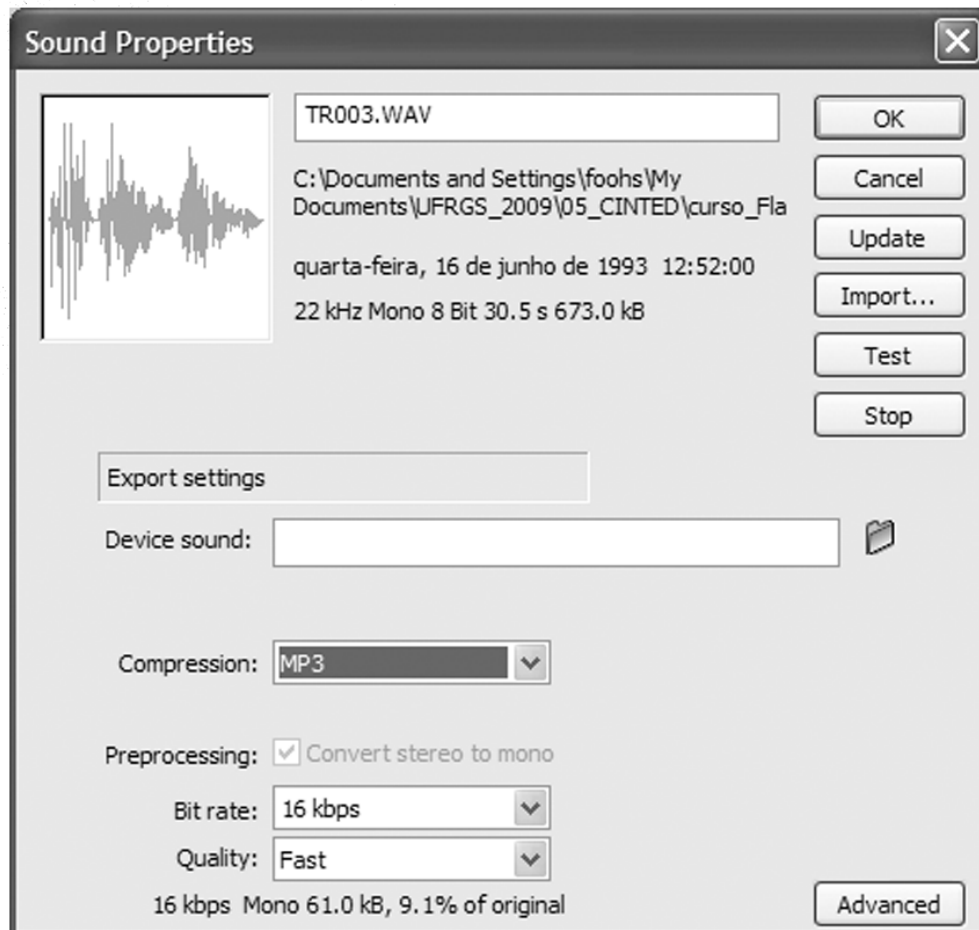 Sound Properties
TR003.WAV
OK
C:\Documents and Settings\foohs\My
Documents\UFRGS_2009\05_CINTED\curso_Fla
Cancel
Update
quarta-feira, 16 de junho de 1993 12:52:00
22 kHz Mono 8 Bit 30.5 s 673.0 kB
Import...
Test
Stop
Export settings
Device sound:
Compression: MP3
Preprocessing: Convert stereo to mono
Bit rate: 16 kbps
Quality: Fast
16 kbps Mono 61.0 kB, 9.1% of original
Advanced